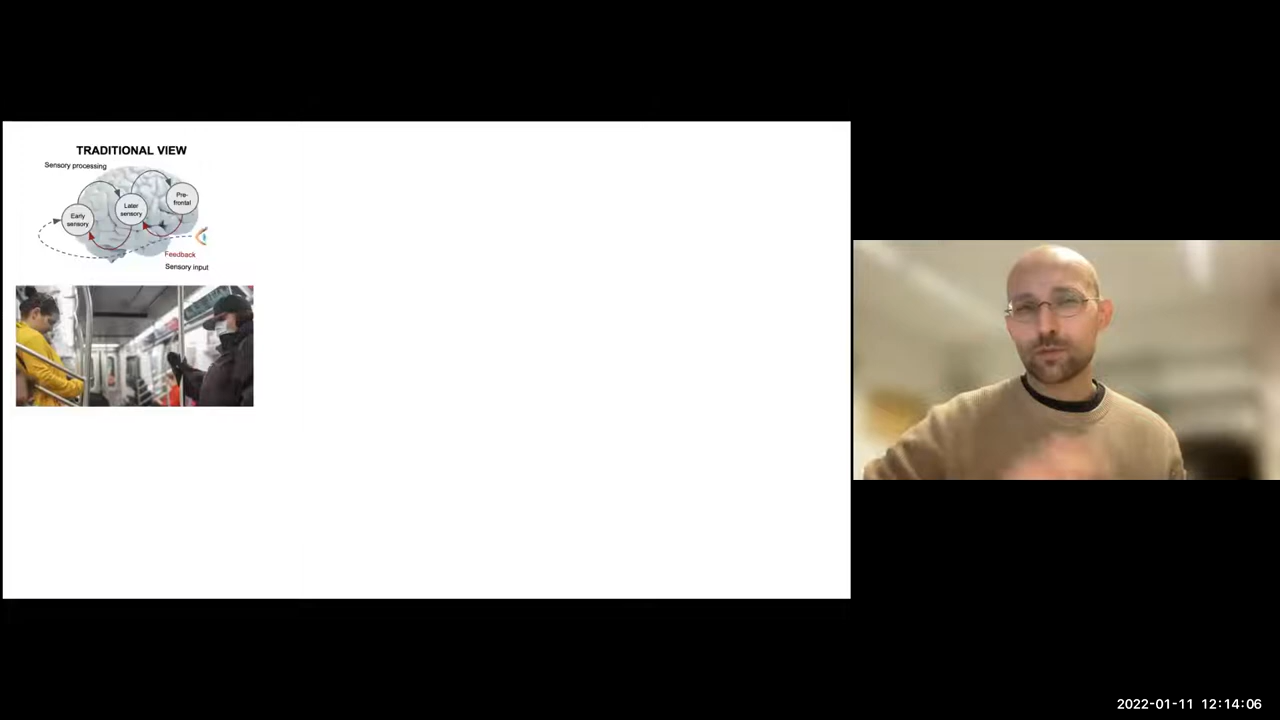 TRADITIONAL VIEW
Sensory processing
Pre-
frontal
Later
sensory
Early
sensory
Feedback
Sensory input
2022-01-11 12:14:06